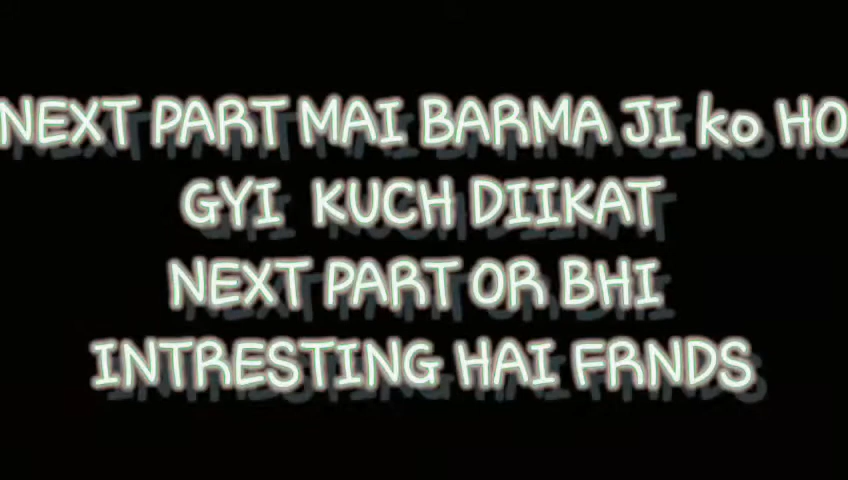 NEXT PART MAI BARMA JI ko HO
GYI KUCH DIIKAT
NEXT PART OR BHI
INTRESTING HAI FRNDS